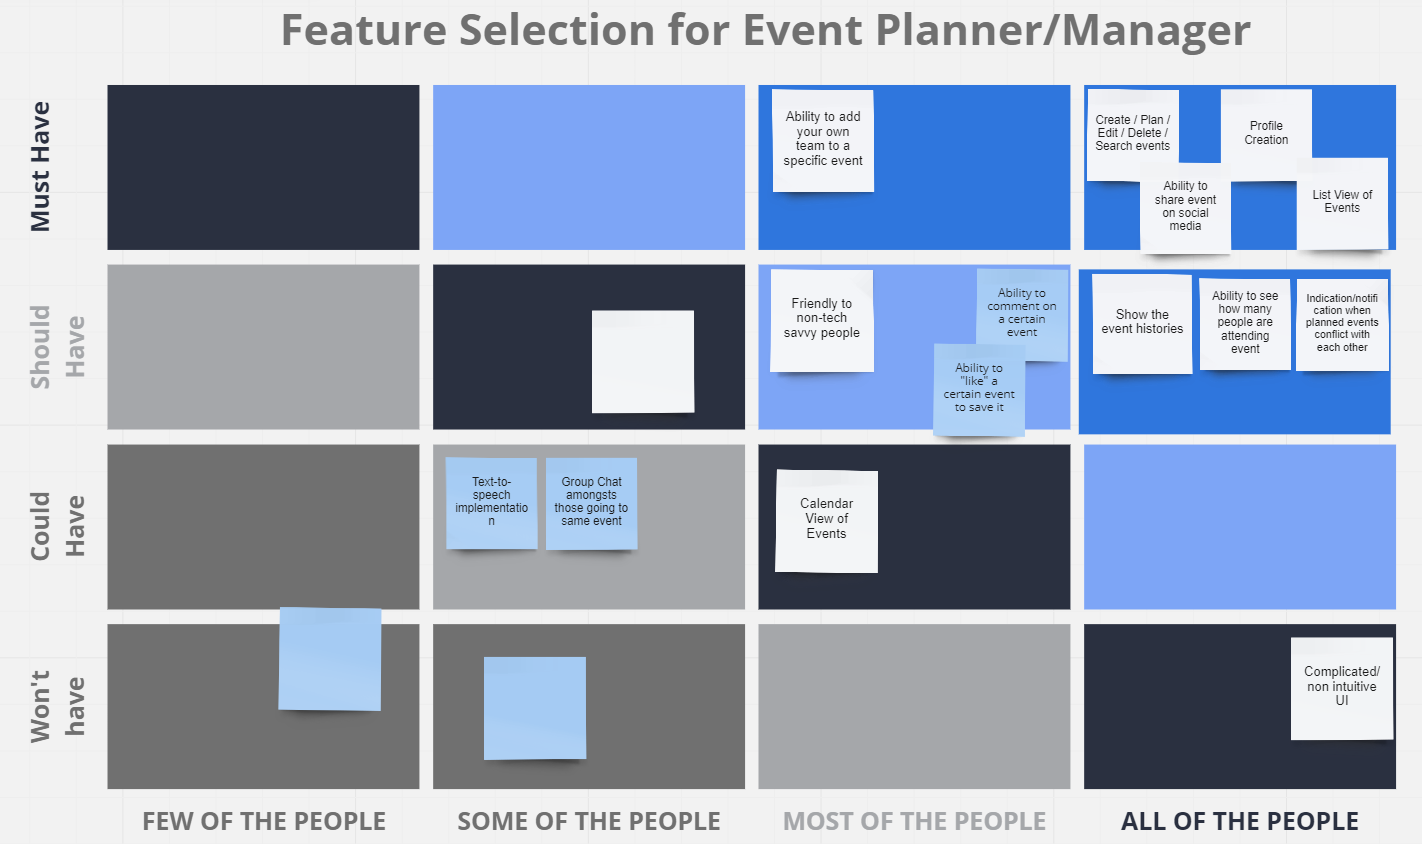 Feature Selection for Event Planner/Manager
Must Have
Ability to add
your own
team to a
specific event
Create / Plan /
Edit / Delete /
Search events
Profile
Creation
Ability to
share event
on social
media
List View of
Events
Should
Have
Friendly to
non-tech
savvy people
Ability to
comment on
a certain
event
Ability to
"like" a
certain event
to save it
Show the
event histories
Ability to see
how many
people are
attending
event
Indication/notifi
cation when
planned events
conflict with
each other
Could
Have
Text-to-
speech
implementatio
n
Group Chat
amongsts
those going to
same event
Calendar
View of
Events
Won't
have
Complicated/
non intuitive
UI
FEW OF THE PEOPLE
SOME OF THE PEOPLE
MOST OF THE PEOPLE
ALL OF THE PEOPLE